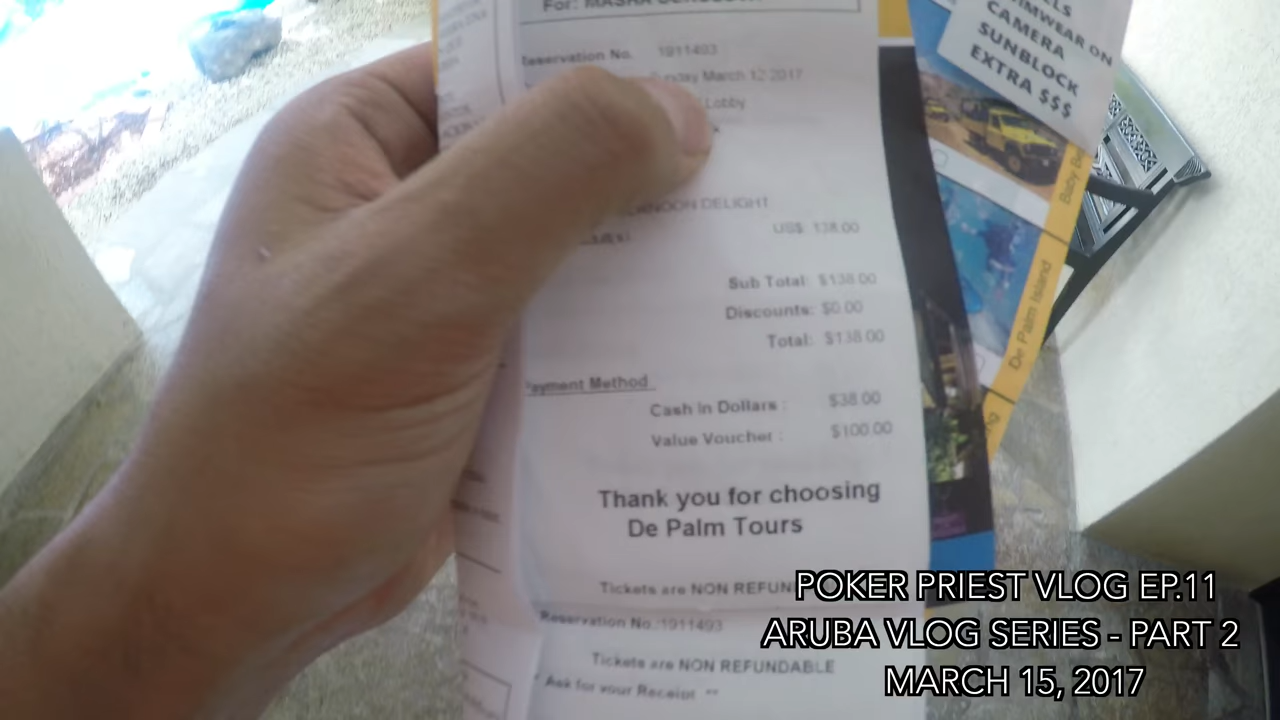 For: MASHA
Reservation No. 1911493
Sunday March 12 2017
Lobby
DELIGHT
US$ 138.00
Sub Total: $138.00
Discounts: $0.00
Total: $138.00
Payment Method
Cash In Dollars : $38.00
Value Voucher : $100.00
Thank you for choosing
De Palm Tours
Tickets are NON
Reservation No.:1911493
Tickets are NON REFUNDABLE
* Ask for your Receipt **
ON
CAMERA
SUNBLOCK
EXTRA $$$
Baby
De Palm Island
POKER PRIEST VLOG EP.11
ARUBA VLOG SERIES - PART 2
MARCH 15, 2017